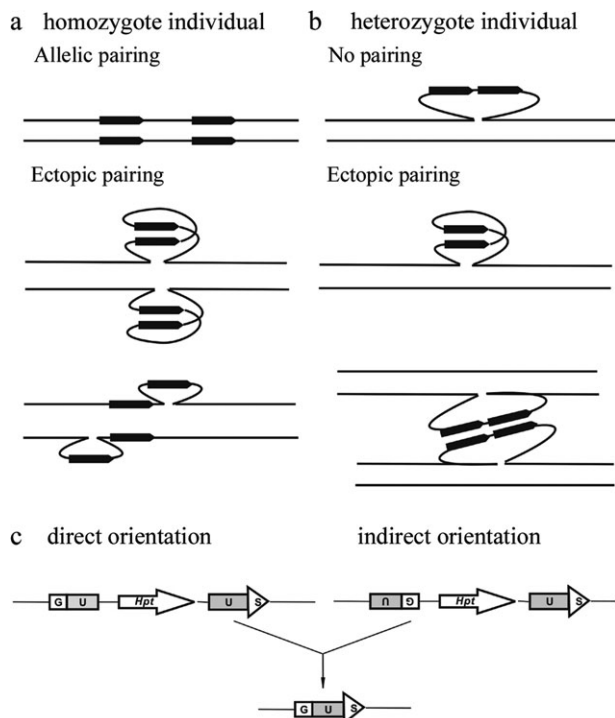 a homozygote individual
Allelic pairing
Ectopic pairing
b heterozygote individual
No pairing
Ectopic pairing
c direct orientation
indirect orientation
G U Hpt U S
U G Hpt U S
G U S